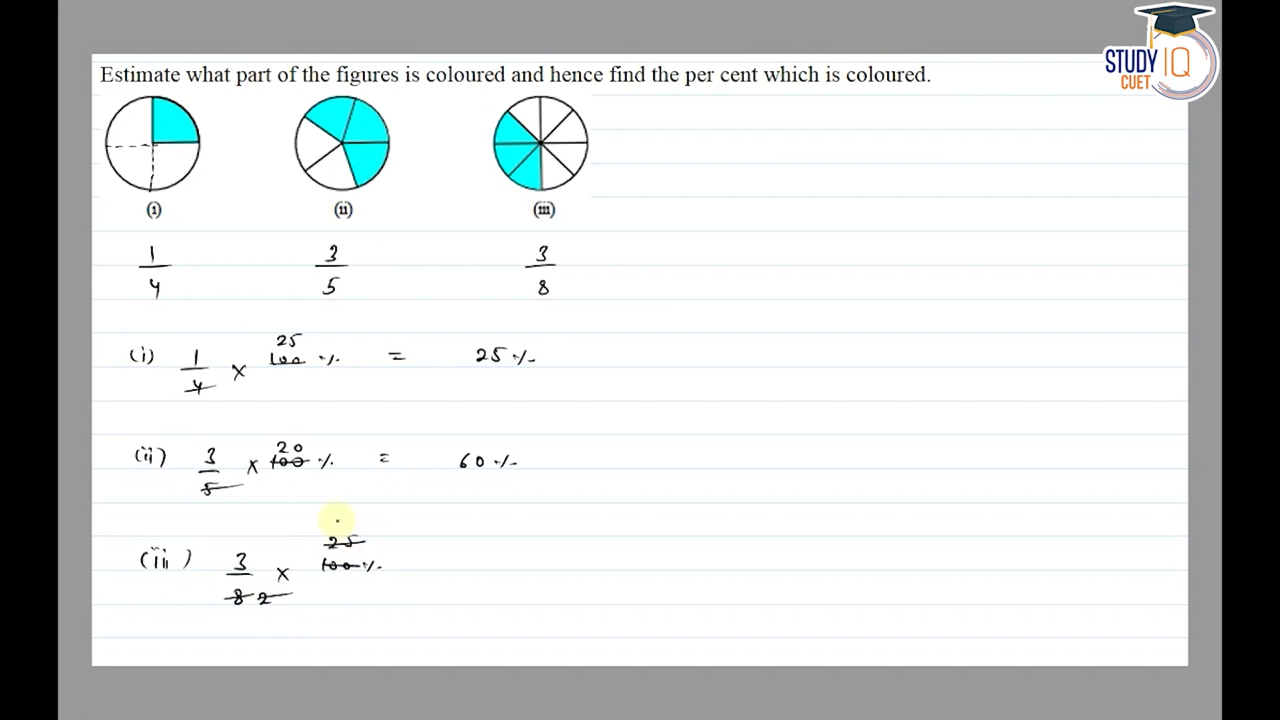 STUDY IQ
CUET
Estimate what part of the figures is coloured and hence find the per cent which is coloured.
(i) (ii) (iii)
1/4 3/5 3/8
(i) 1/4 × 25 100 % = 25 %
(ii) 3/5 × 20 100 % = 60 %
(iii) 3/8 2 × 25 100 %